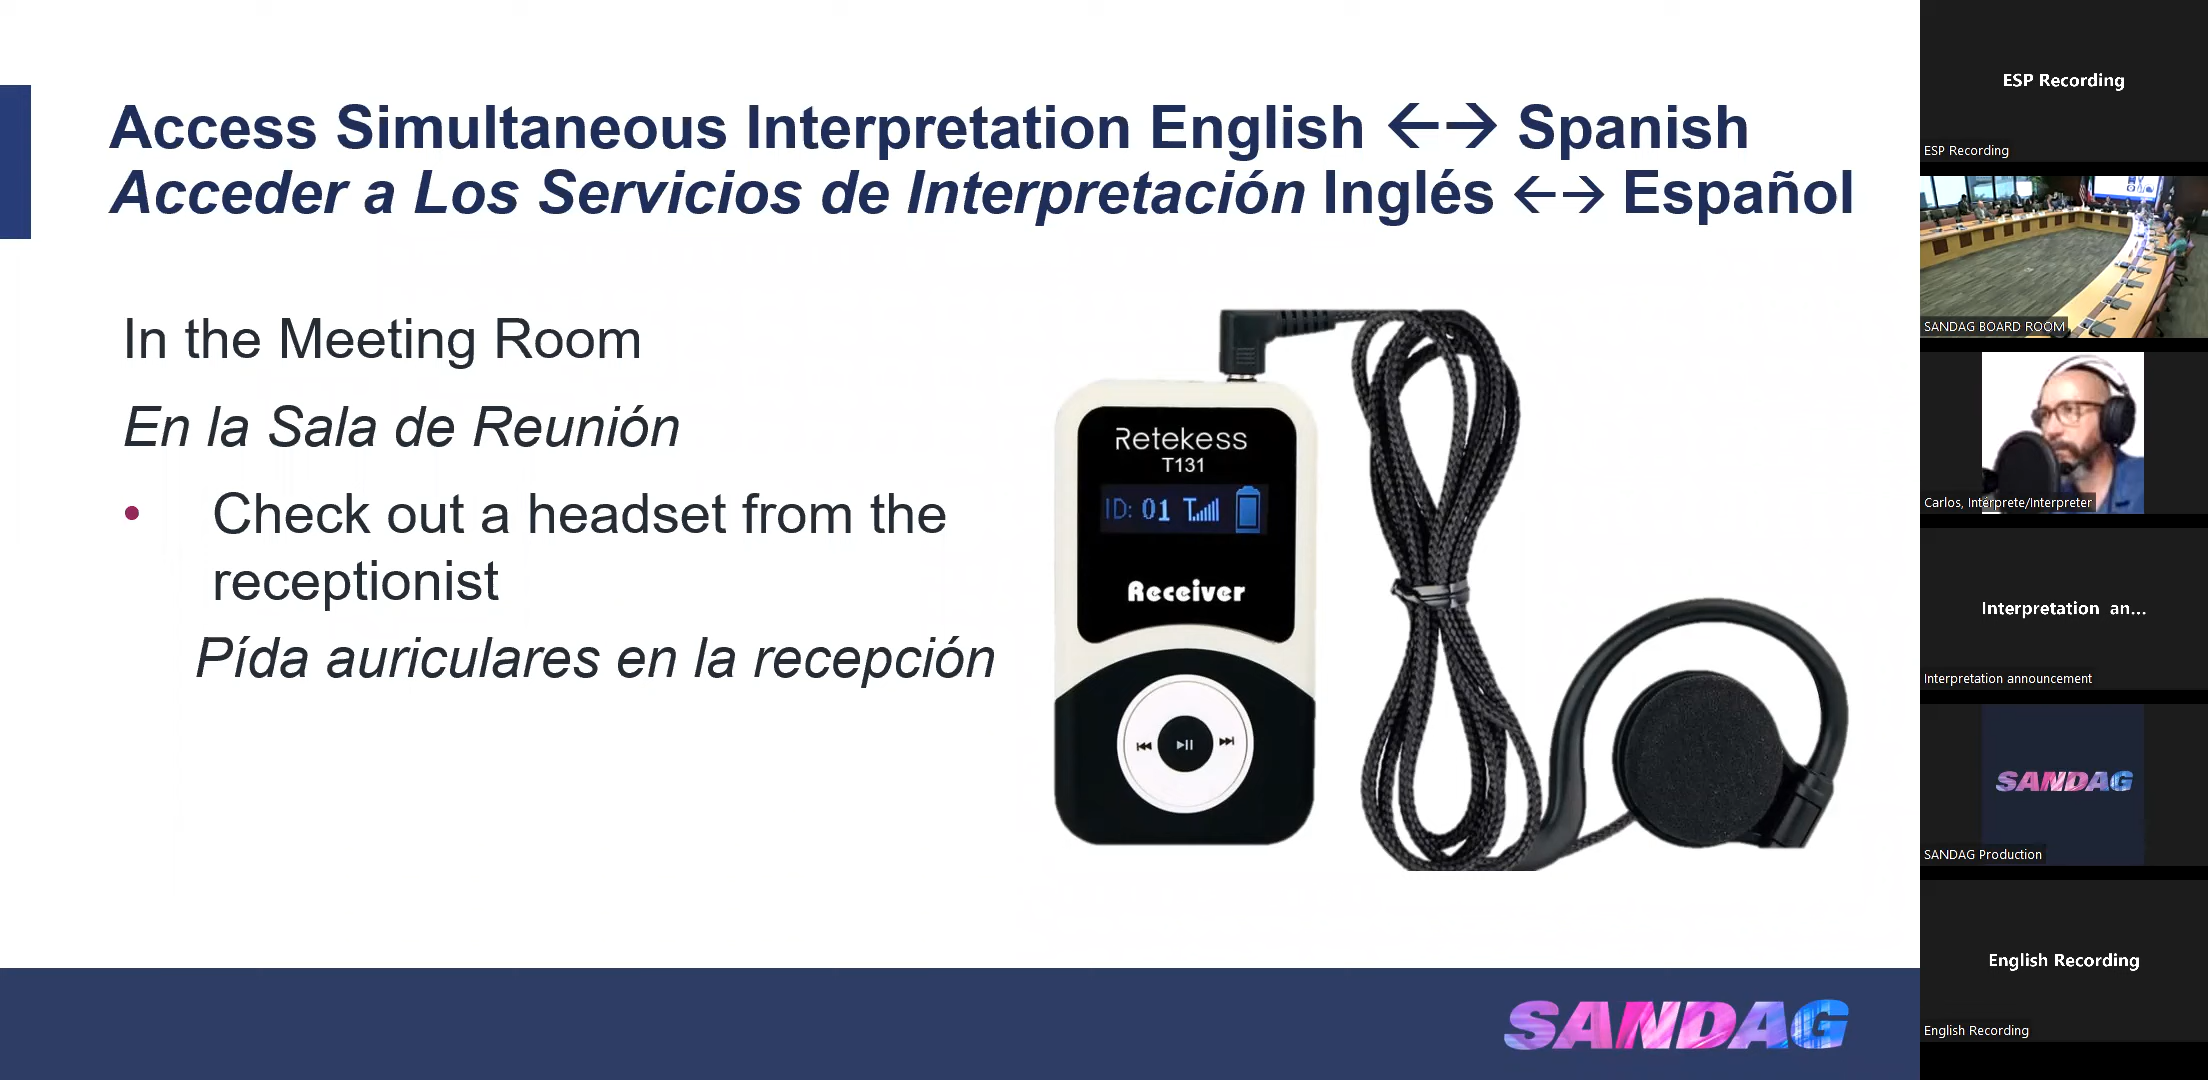 Access Simultaneous Interpretation English ←→ Spanish
Acceder a Los Servicios de Interpretación Inglés ←→ Español
In the Meeting Room
En la Sala de Reunión
• Check out a headset from the
receptionist
Pída auriculares en la recepción
Retekess
T131
ID: 01
Receiver
SANDAG
ESP Recording
ESP Recording
SANDAG BOARD ROOM
Carlos, Intérprete/Interpreter
Interpretation an...
Interpretation announcement
SANDAG
SANDAG Production
English Recording
English Recording